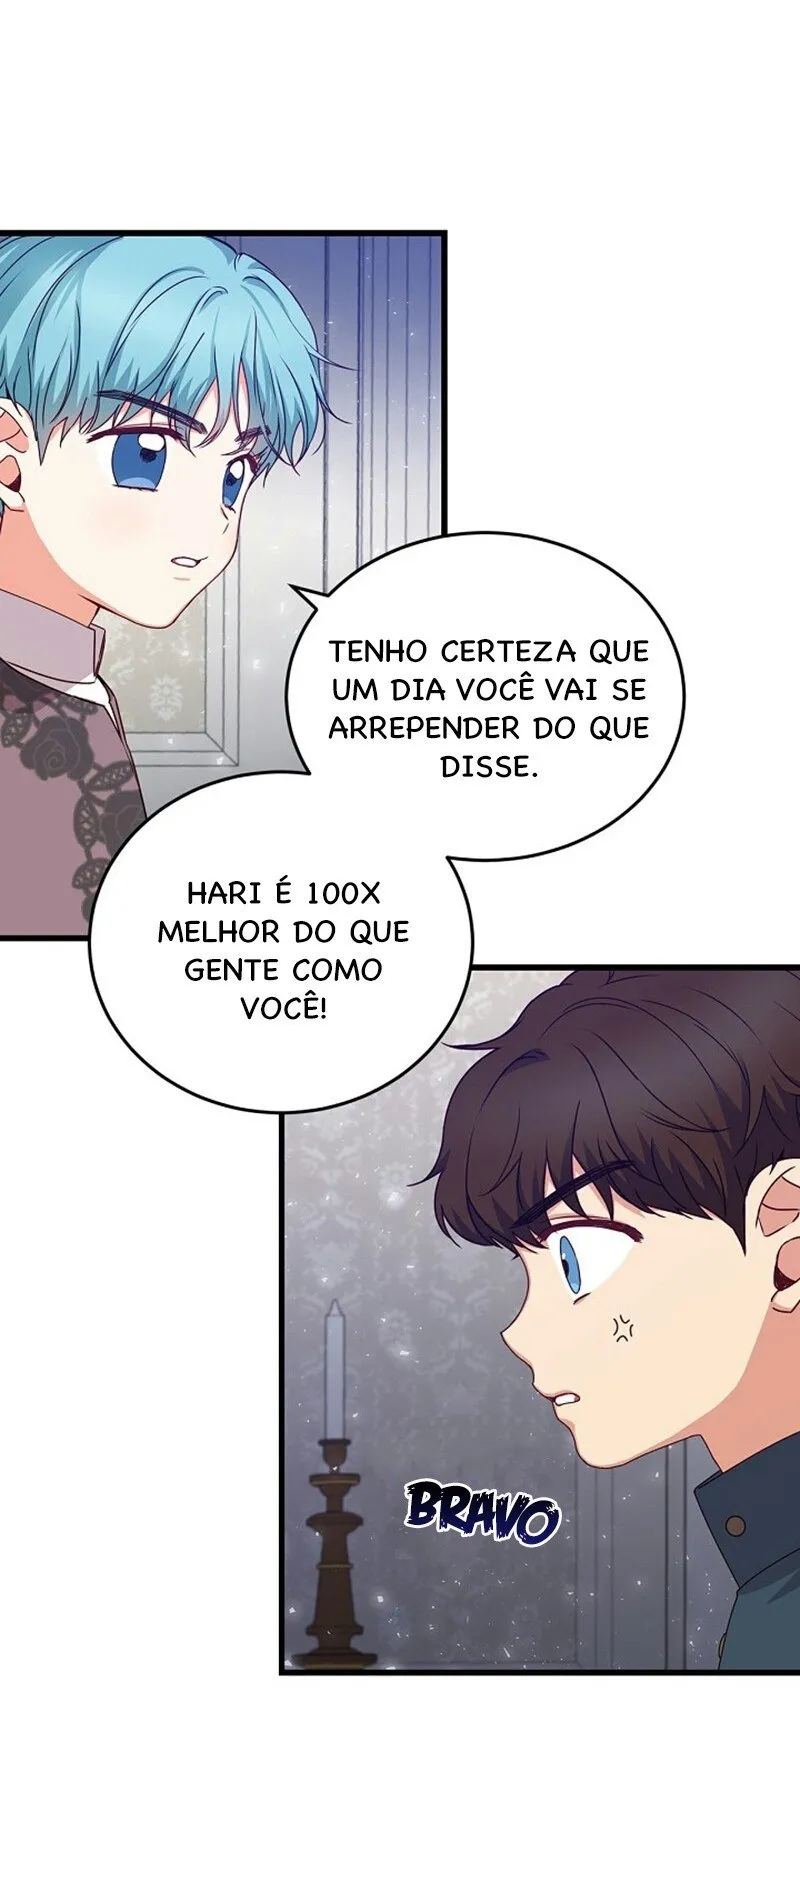 TENHO CERTEZA QUE
UM DIA VOCÊ VAI SE
ARREPENDER DO QUE
DISSE.
HARI É 100X
MELHOR DO QUE
GENTE COMO
VOCÊ!
BRAVO